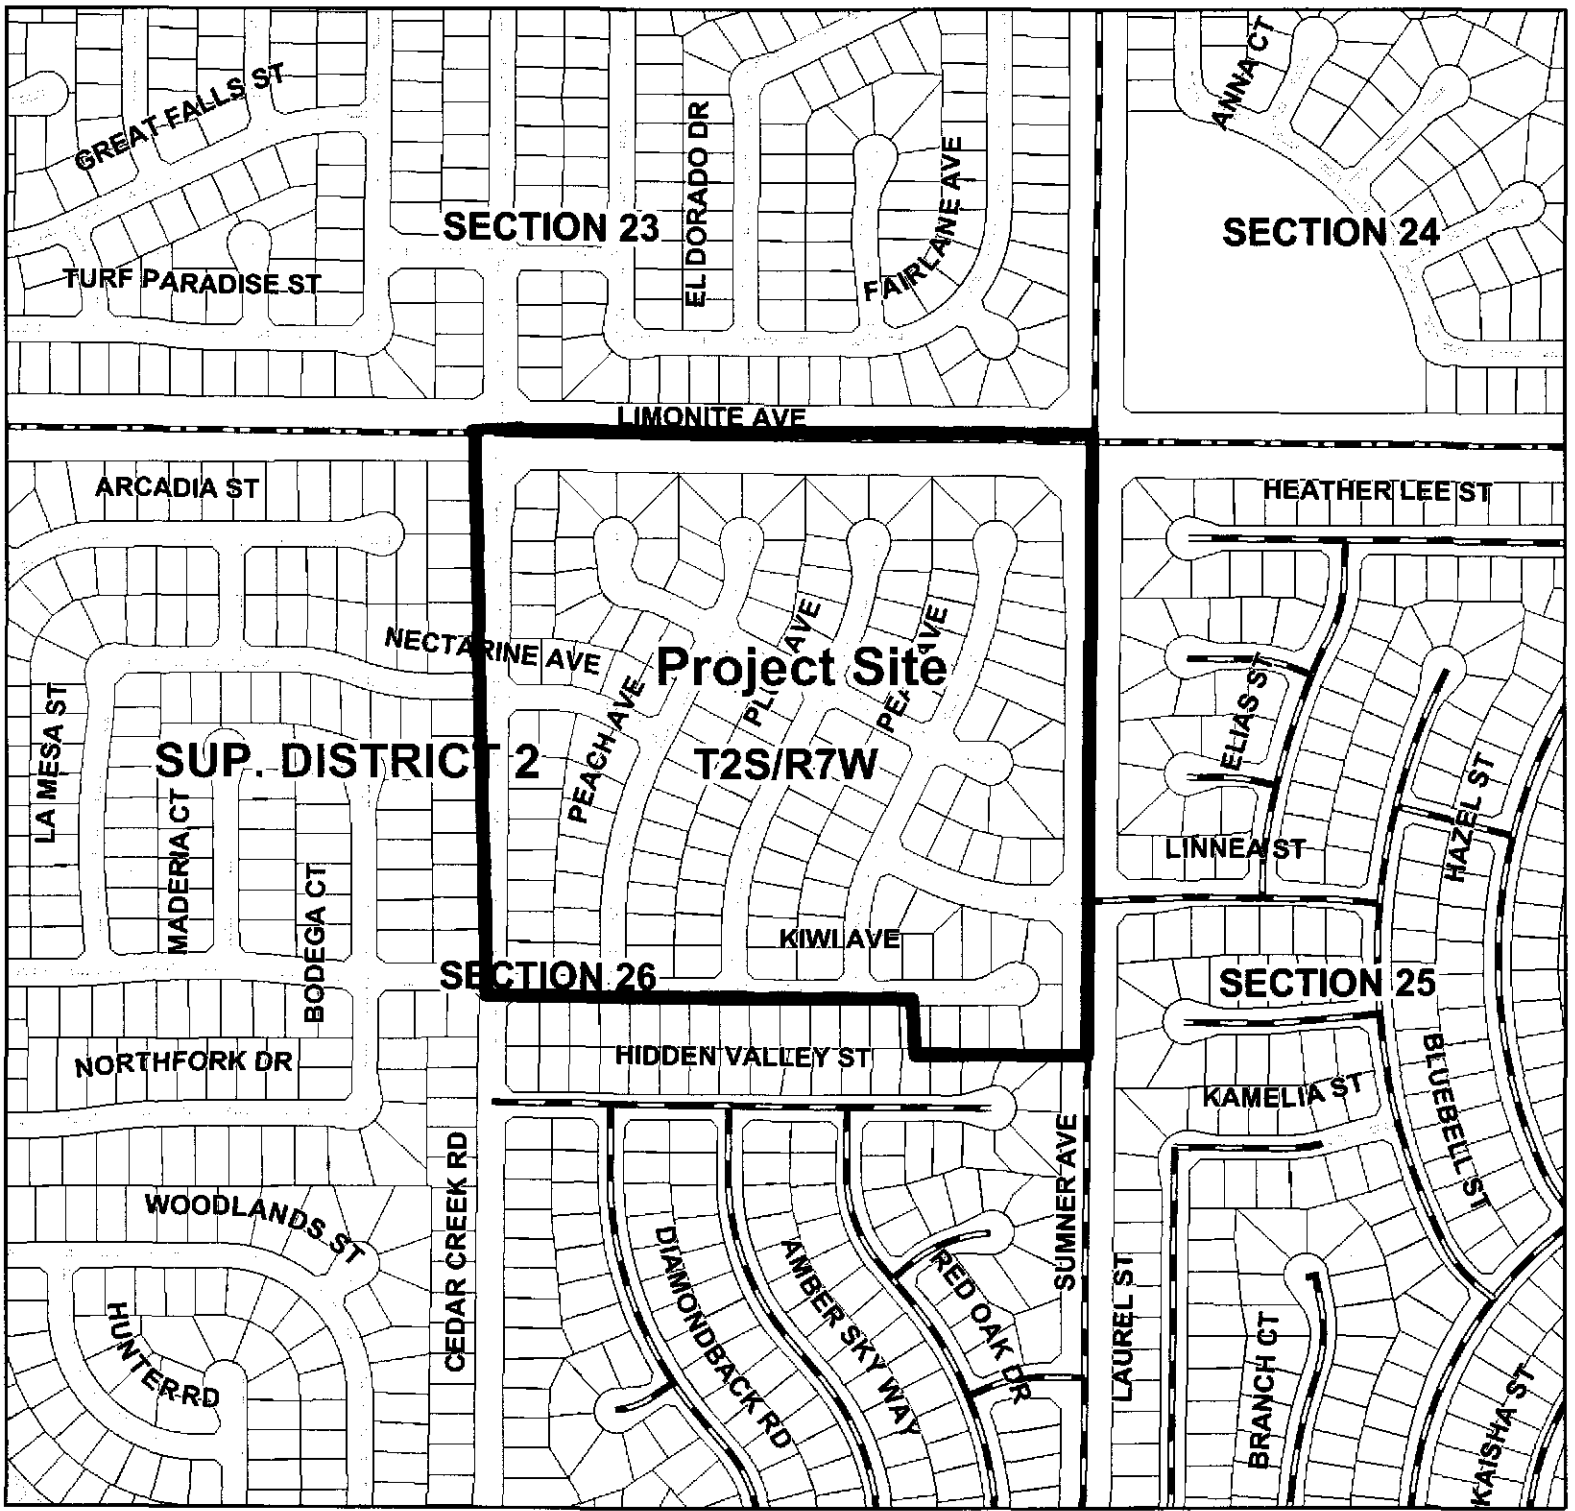 GREAT FALLS ST
ANNA CT
EL DORADO DR
FAIRLANE AVE
SECTION 23
SECTION 24
TURF PARADISE ST
LIMONITE AVE
ARCADIA ST
HEATHER LEE ST
NECTARINE AVE
Project Site
PEACH AVE
AVE
AVE
ELIAS ST
LA MESA ST
SUP. DISTRICT 2
T2S/R7W
HAZEL ST
MADERIA CT
LINNEA ST
BODEGA CT
KIWI AVE
SECTION 26
SECTION 25
NORTHFORK DR
HIDDEN VALLEY ST
BLUEBELL ST
KAMELIA ST
SUMNER AVE
CEDAR CREEK RD
WOODLANDS ST
DIAMONDBACK RD
AMBER SKY WAY
RED OAK DR
LAUREL ST
HUNTER RD
BRANCH CT
KAISHA ST